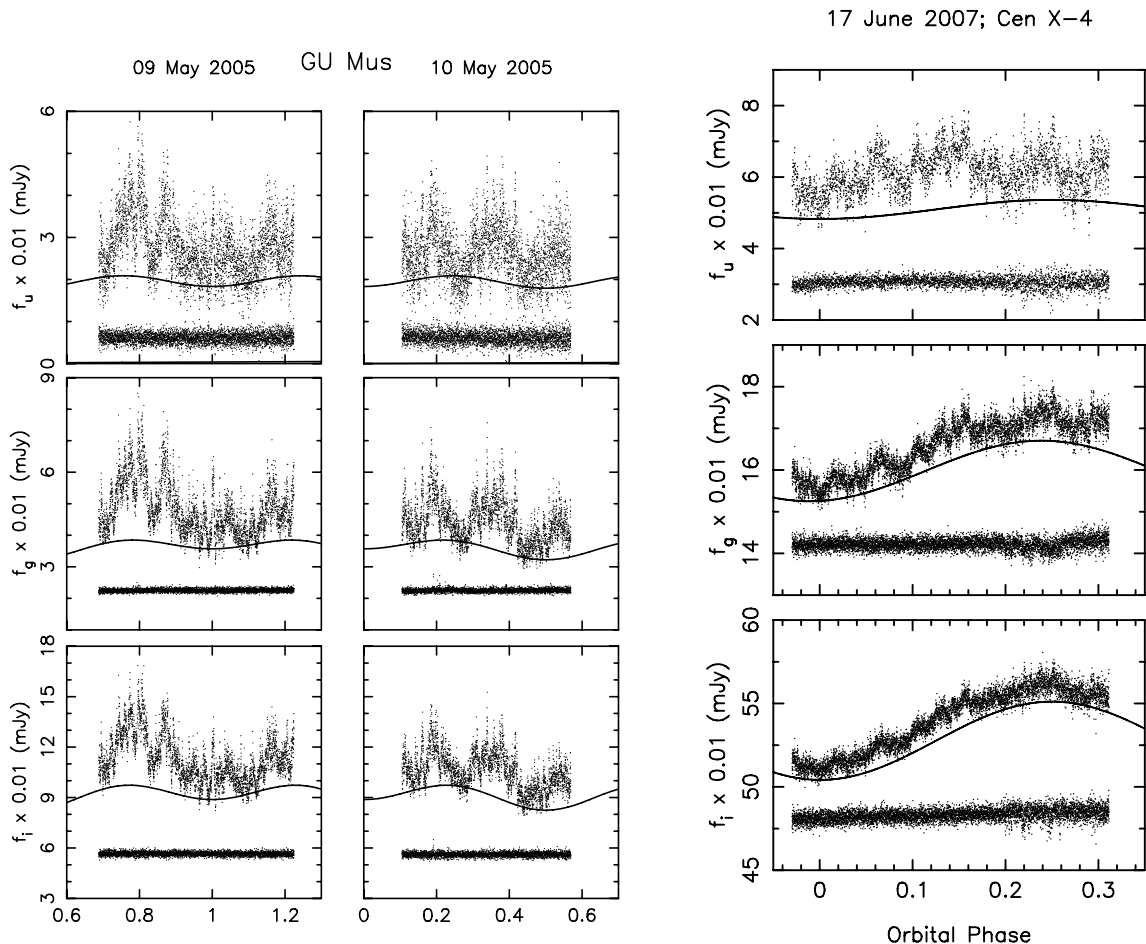 17 June 2007; Cen X−4
GU Mus
09 May 2005
10 May 2005
f_u x 0.01 (mJy)
0
3
6
f_g x 0.01 (mJy)
3
6
9
f_i x 0.01 (mJy)
3
6
9
12
15
18
0.6 0.8 1 1.2
0 0.2 0.4 0.6
f_u x 0.01 (mJy)
2
4
6
8
f_g x 0.01 (mJy)
14
16
18
f_i x 0.01 (mJy)
45
50
55
60
0 0.1 0.2 0.3
Orbital Phase